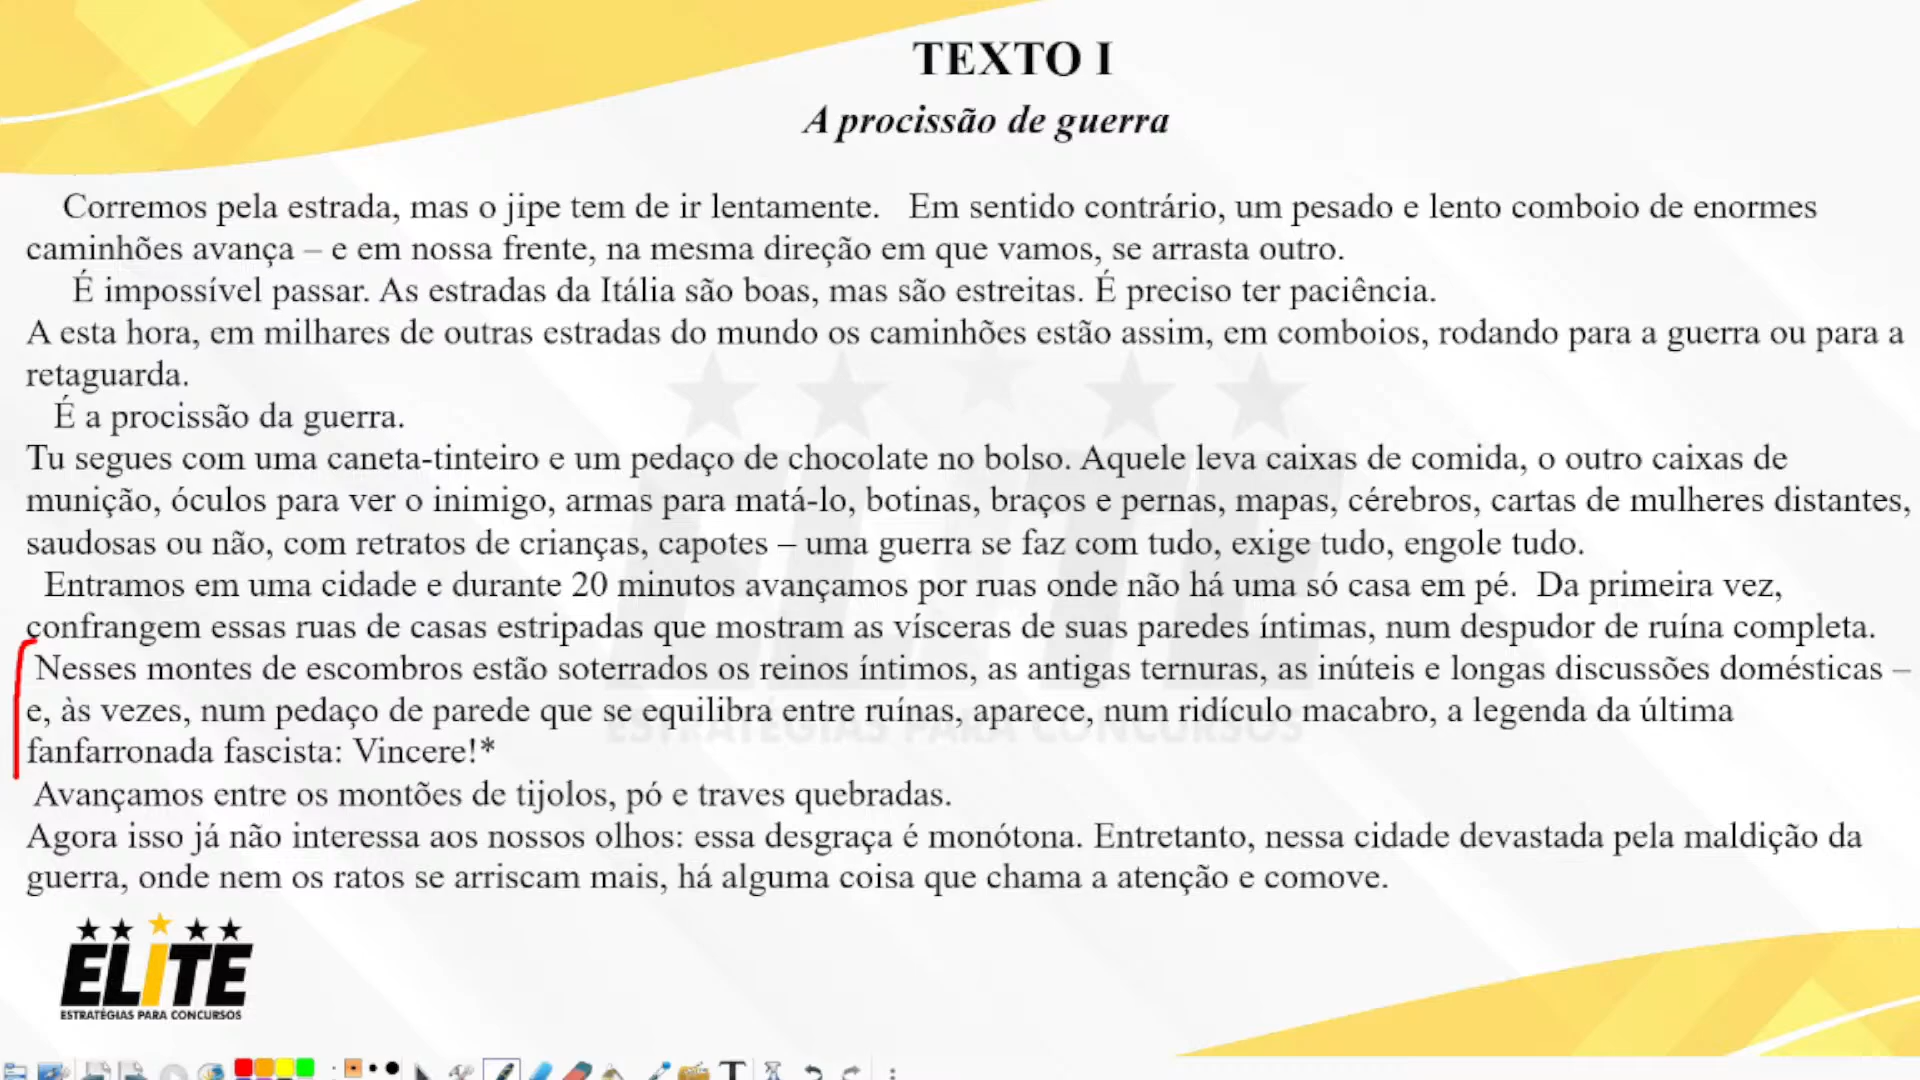 TEXTO I
A procissão de guerra
Corremos pela estrada, mas o jipe tem de ir lentamente. Em sentido contrário, um pesado e lento comboio de enormes
caminhões avança – e em nossa frente, na mesma direção em que vamos, se arrasta outro.
É impossível passar. As estradas da Itália são boas, mas são estreitas. É preciso ter paciência.
A esta hora, em milhares de outras estradas do mundo os caminhões estão assim, em comboios, rodando para a guerra ou para a
retaguarda.
É a procissão da guerra.
Tu segues com uma caneta-tinteiro e um pedaço de chocolate no bolso. Aquele leva caixas de comida, o outro caixas de
munição, óculos para ver o inimigo, armas para matá-lo, botinas, braços e pernas, mapas, cérebros, cartas de mulheres distantes,
saudosas ou não, com retratos de crianças, capotes – uma guerra se faz com tudo, exige tudo, engole tudo.
Entramos em uma cidade e durante 20 minutos avançamos por ruas onde não há uma só casa em pé. Da primeira vez,
confrangem essas ruas de casas estripadas que mostram as vísceras de suas paredes íntimas, num despudor de ruína completa.
Nesses montes de escombros estão soterrados os reinos íntimos, as antigas ternuras, as inúteis e longas discussões domésticas –
e, às vezes, num pedaço de parede que se equilibra entre ruínas, aparece, num ridículo macabro, a legenda da última
fanfarronada fascista: Vincere!*
Avançamos entre os montões de tijolos, pó e traves quebradas.
Agora isso já não interessa aos nossos olhos: essa desgraça é monótona. Entretanto, nessa cidade devastada pela maldição da
guerra, onde nem os ratos se arriscam mais, há alguma coisa que chama a atenção e comove.
ELITE
ESTRATÉGIAS PARA CONCURSOS
ELITE
ESTRATÉGIAS PARA CONCURSOS